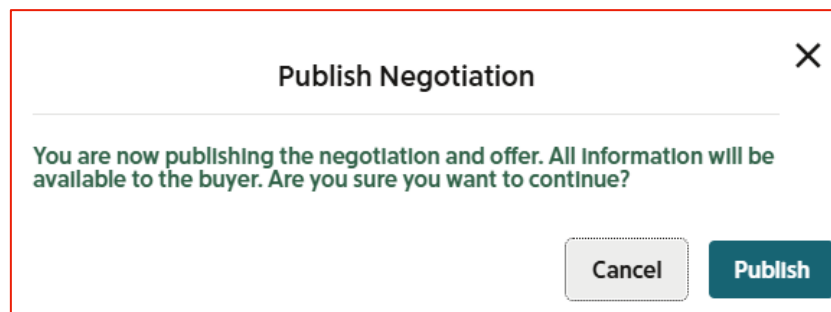 Publish Negotiation
You are now publishing the negotiation and offer. All information will be
available to the buyer. Are you sure you want to continue?
Cancel Publish